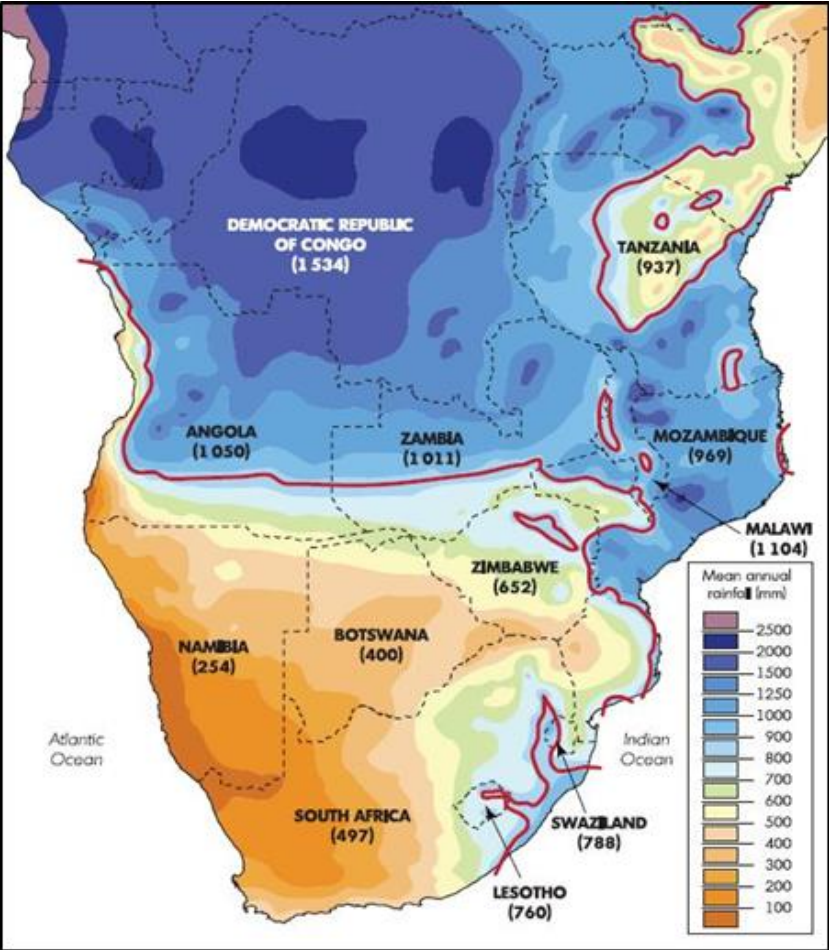 DEMOCRATIC REPUBLIC
OF CONGO
(1 534)
TANZANIA
(937)
ANGOLA
(1 050)
ZAMBIA
(1 011)
MOZAMBIQUE
(969)
MALAWI
(1 104)
ZIMBABWE
(652)
NAMIBIA
(254)
BOTSWANA
(400)
Atlantic
Ocean
Indian
Ocean
SOUTH AFRICA
(497)
SWAZILAND
(788)
LESOTHO
(760)
Mean annual
rainfall (mm)
2500
2000
1500
1250
1000
900
800
700
600
500
400
300
200
100